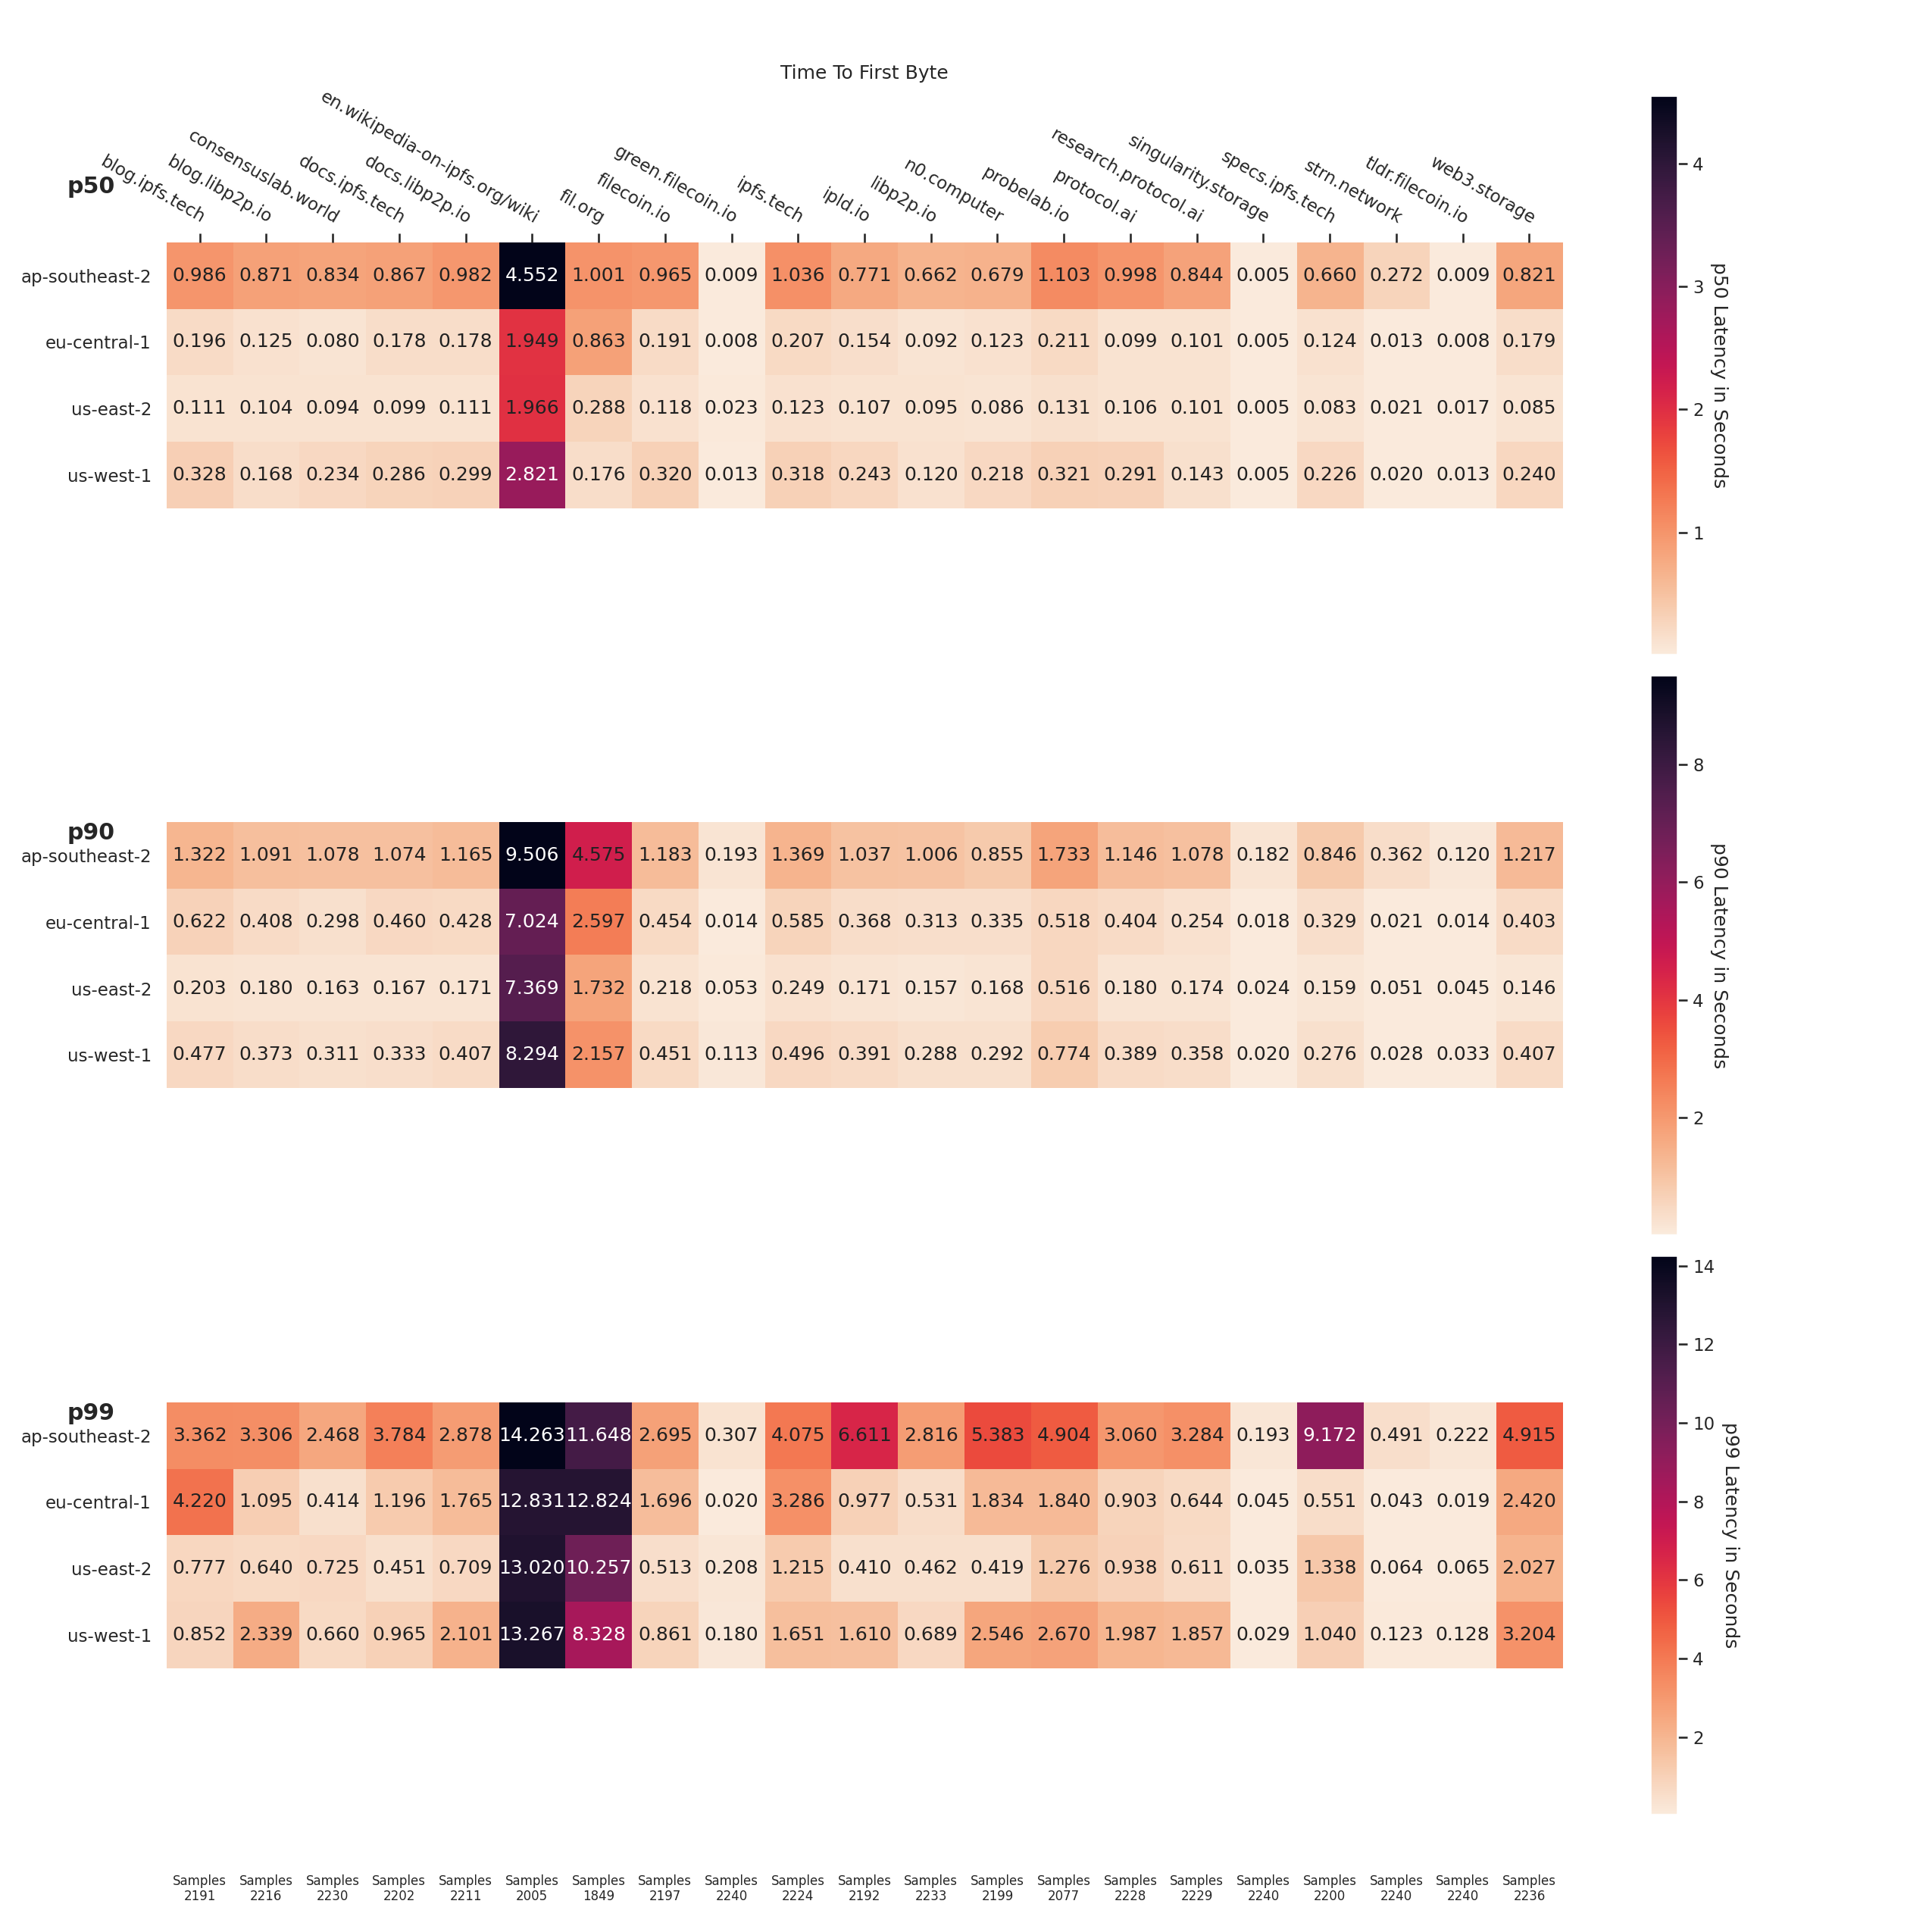 Time To First Byte
blog.ipfs.tech
blog.libp2p.io
consensuslab.world
docs.ipfs.tech
docs.libp2p.io
en.wikipedia-on-ipfs.org/wiki
fil.org
filecoin.io
green.filecoin.io
ipfs.tech
ipld.io
libp2p.io
n0.computer
probelab.io
protocol.ai
research.protocol.ai
singularity.storage
specs.ipfs.tech
strn.network
tldr.filecoin.io
web3.storage
p50
ap-southeast-2 0.986 0.871 0.834 0.867 0.982 4.552 1.001 0.965 0.009 1.036 0.771 0.662 0.679 1.103 0.998 0.844 0.005 0.660 0.272 0.009 0.821
eu-central-1 0.196 0.125 0.080 0.178 0.178 1.949 0.863 0.191 0.008 0.207 0.154 0.092 0.123 0.211 0.099 0.101 0.005 0.124 0.013 0.008 0.179
us-east-2 0.111 0.104 0.094 0.099 0.111 1.966 0.288 0.118 0.023 0.123 0.107 0.095 0.086 0.131 0.106 0.101 0.005 0.083 0.021 0.017 0.085
us-west-1 0.328 0.168 0.234 0.286 0.299 2.821 0.176 0.320 0.013 0.318 0.243 0.120 0.218 0.321 0.291 0.143 0.005 0.226 0.020 0.013 0.240
4
3
2
1
p50 Latency in Seconds
p90
ap-southeast-2 1.322 1.091 1.078 1.074 1.165 9.506 4.575 1.183 0.193 1.369 1.037 1.006 0.855 1.733 1.146 1.078 0.182 0.846 0.362 0.120 1.217
eu-central-1 0.622 0.408 0.298 0.460 0.428 7.024 2.597 0.454 0.014 0.585 0.368 0.313 0.335 0.518 0.404 0.254 0.018 0.329 0.021 0.014 0.403
us-east-2 0.203 0.180 0.163 0.167 0.171 7.369 1.732 0.218 0.053 0.249 0.171 0.157 0.168 0.516 0.180 0.174 0.024 0.159 0.051 0.045 0.146
us-west-1 0.477 0.373 0.311 0.333 0.407 8.294 2.157 0.451 0.113 0.496 0.391 0.288 0.292 0.774 0.389 0.358 0.020 0.276 0.028 0.033 0.407
8
6
4
2
p90 Latency in Seconds
p99
ap-southeast-2 3.362 3.306 2.468 3.784 2.878 14.263 11.648 2.695 0.307 4.075 6.611 2.816 5.383 4.904 3.060 3.284 0.193 9.172 0.491 0.222 4.915
eu-central-1 4.220 1.095 0.414 1.196 1.765 12.831 12.824 1.696 0.020 3.286 0.977 0.531 1.834 1.840 0.903 0.644 0.045 0.551 0.043 0.019 2.420
us-east-2 0.777 0.640 0.725 0.451 0.709 13.020 10.257 0.513 0.208 1.215 0.410 0.462 0.419 1.276 0.938 0.611 0.035 1.338 0.064 0.065 2.027
us-west-1 0.852 2.339 0.660 0.965 2.101 13.267 8.328 0.861 0.180 1.651 1.610 0.689 2.546 2.670 1.987 1.857 0.029 1.040 0.123 0.128 3.204
14
12
10
8
6
4
2
p99 Latency in Seconds
Samples Samples Samples Samples Samples Samples Samples Samples Samples Samples Samples Samples Samples Samples Samples Samples Samples Samples Samples Samples Samples
2191 2216 2230 2202 2211 2005 1849 2197 2240 2224 2192 2233 2199 2077 2228 2229 2240 2200 2240 2240 2236